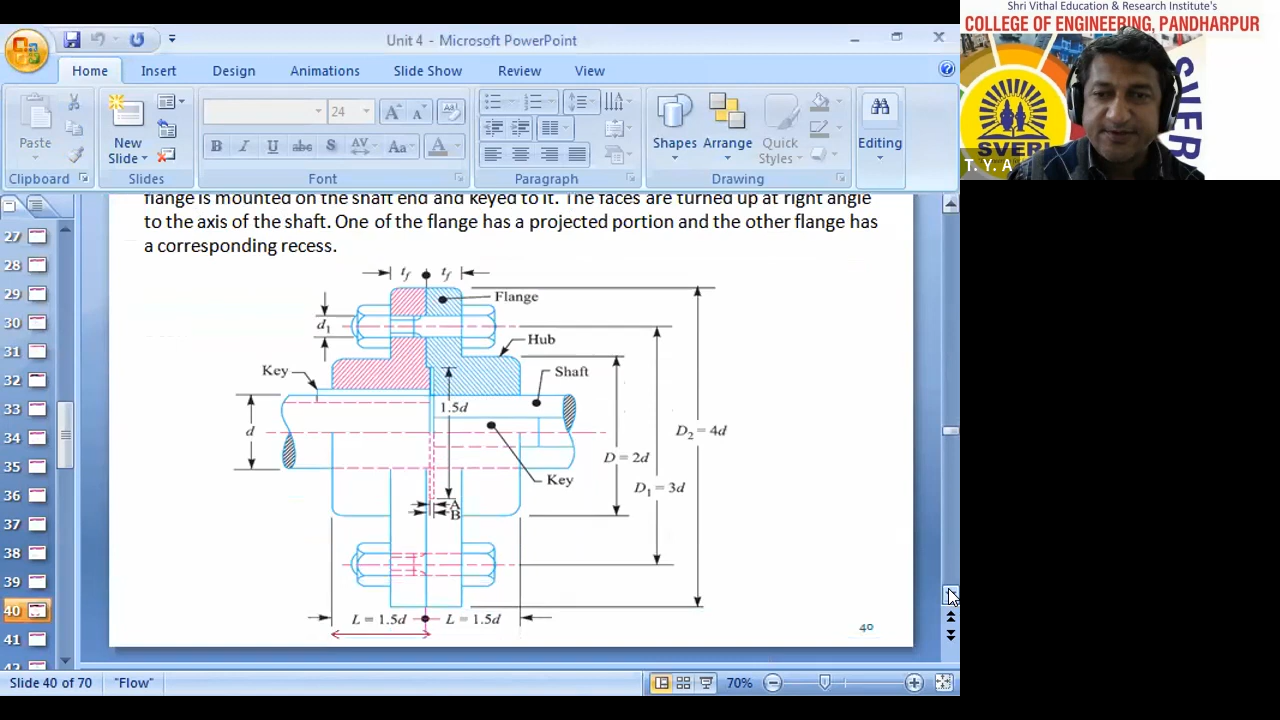 Shri Vithal Education & Research Institute's
COLLEGE OF ENGINEERING, PANDHARPUR
SVERI
T. Y. A
Unit 4 - Microsoft PowerPoint
Home Insert Design Animations Slide Show Review View
Paste
New
Slide
24
Shapes Arrange Quick
Styles
Editing
Clipboard Slides Font Paragraph Drawing
flange is mounted on the shaft end and keyed to it. The faces are turned up at right angle
to the axis of the shaft. One of the flange has a projected portion and the other flange has
a corresponding recess.
27
28
29
30
31
32
33
34
35
36
37
38
39
40
41
tf tf
Flange
d1
Hub
Key
Shaft
1.5d
d
D2 = 4d
D = 2d
Key
D1 = 3d
A
B
L = 1.5d L = 1.5d
40
Slide 40 of 70 "Flow" 70%